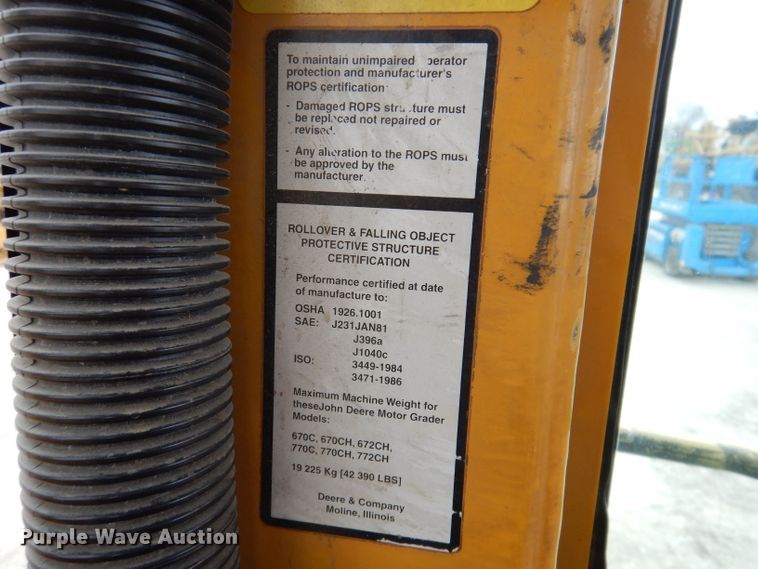 To maintain unimpaired operator
protection and manufacturer's
ROPS certification:
- Damaged ROPS structure must
be replaced not repaired or
revised.
- Any alteration to the ROPS must
be approved by the
manufacturer.
ROLLOVER & FALLING OBJECT
PROTECTIVE STRUCTURE
CERTIFICATION
Performance certified at date
of manufacture to:
OSHA 1926.1001
SAE: J231JAN81
J396a
J1040c
ISO: 3449-1984
3471-1986
Maximum Machine Weight for
theseJohn Deere Motor Grader
Models:
670C, 670CH, 672CH,
770C, 770CH, 772CH
19 225 Kg [42 390 LBS]
Deere & Company
Moline, Illinois
Purple Wave Auction